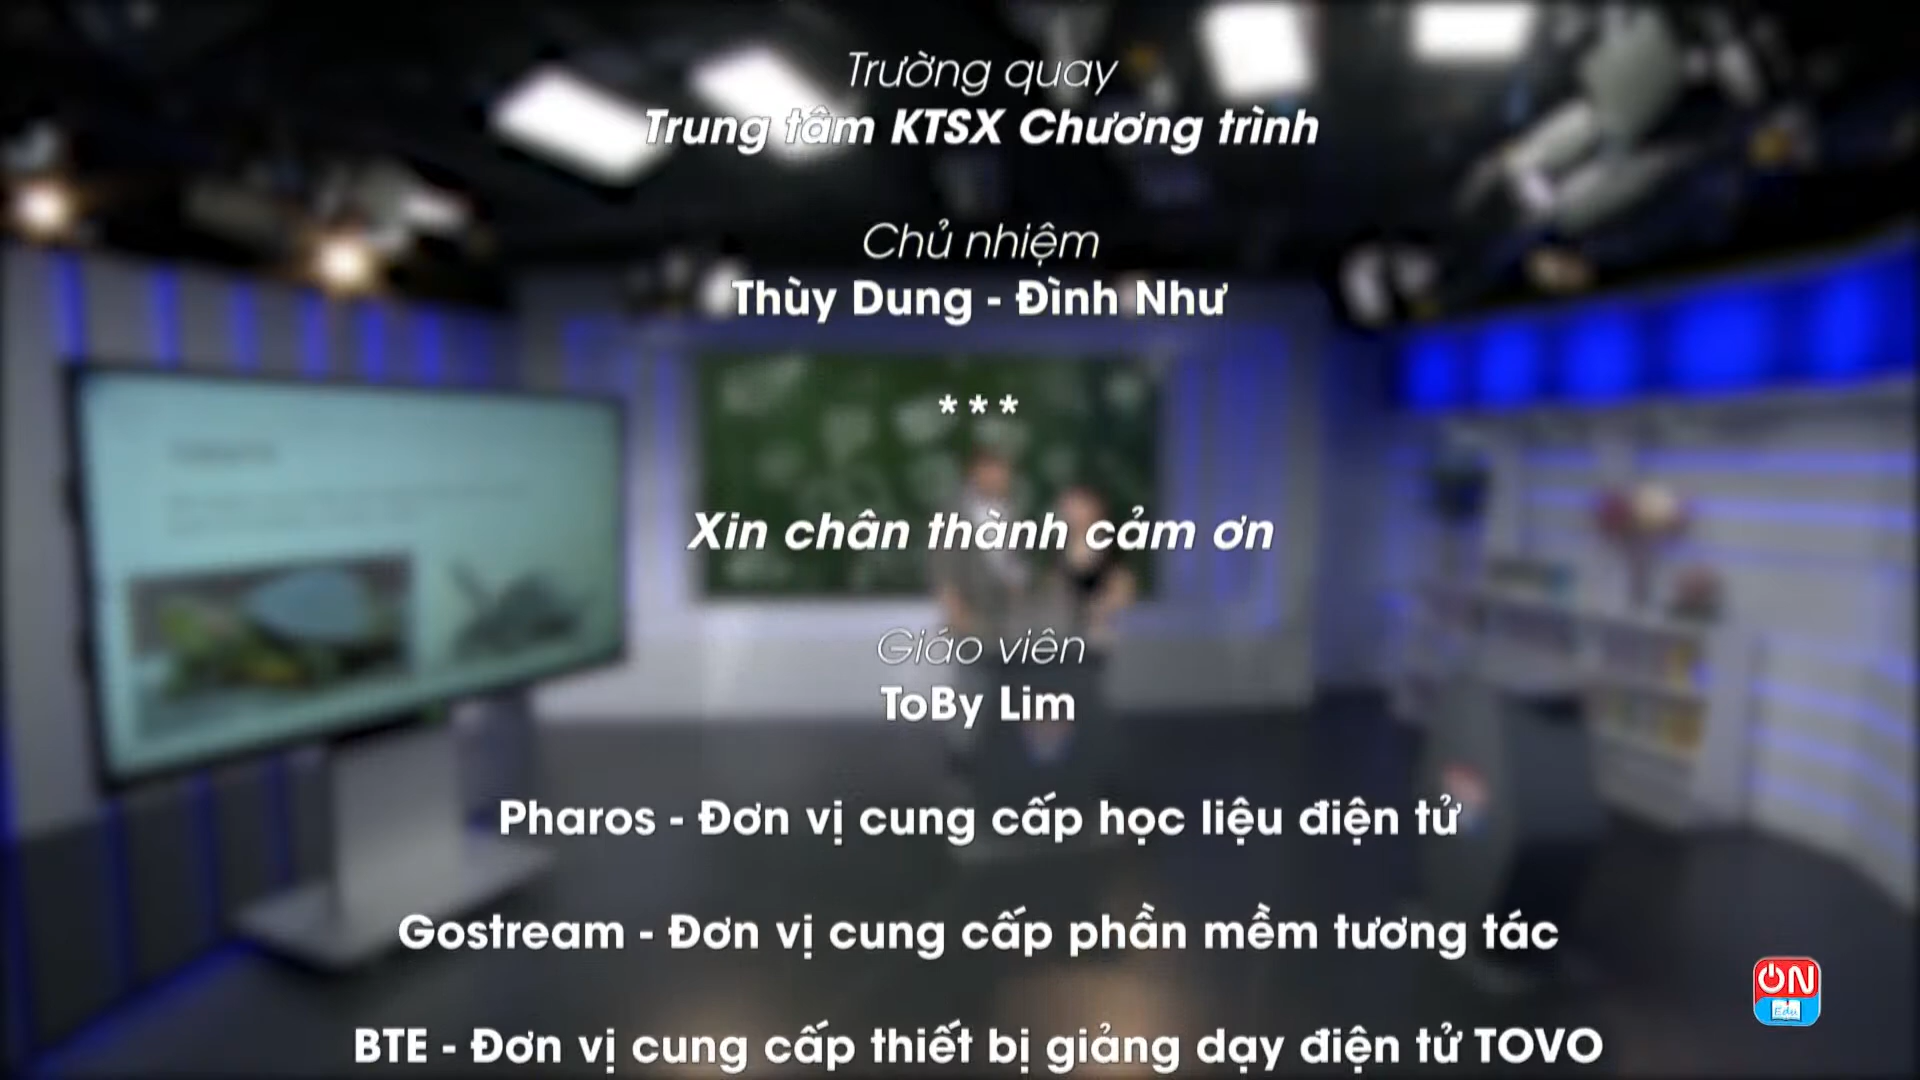 Trường quay
Trung tâm KTSX Chương trình
Chủ nhiệm
Thùy Dung - Đình Như
* * *
Xin chân thành cảm ơn
Giáo viên
ToBy Lim
Pharos - Đơn vị cung cấp học liệu điện tử
Gostream - Đơn vị cung cấp phần mềm tương tác
BTE - Đơn vị cung cấp thiết bị giảng dạy điện tử TOVO
ON
Edu